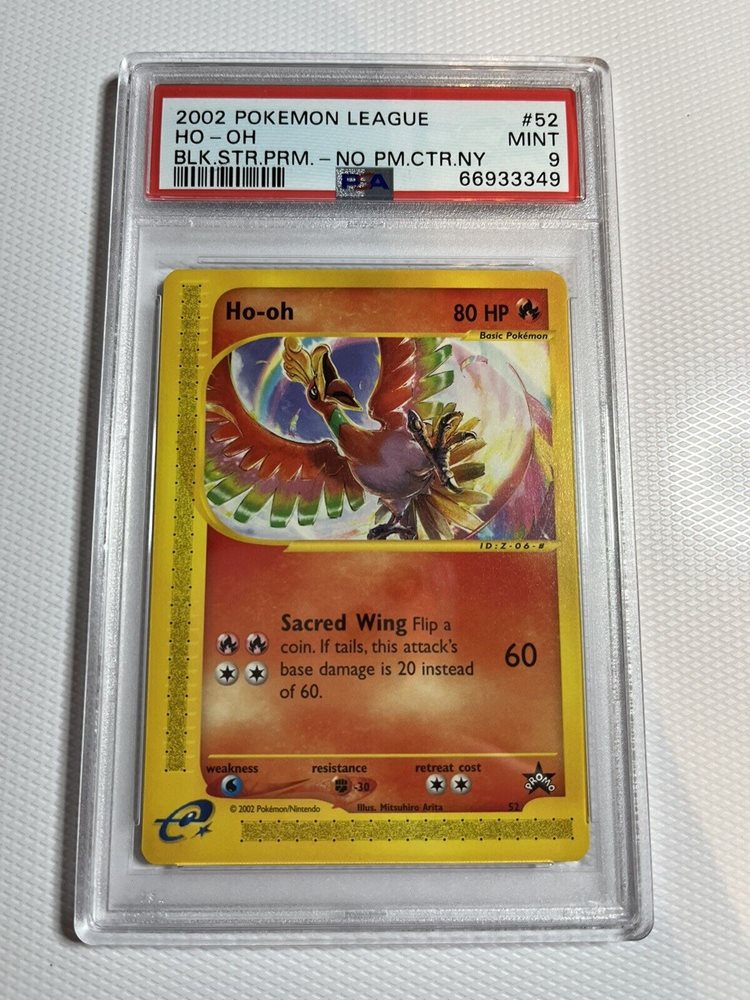 2002 POKEMON LEAGUE #52
HO-OH MINT
BLK.STR.PRM.-NO PM.CTR.NY 9
PSA 66933349
Ho-oh 80 HP
Basic Pokémon
ID:Z-06-#
Sacred Wing Flip a
coin. If tails, this attack's
base damage is 20 instead
of 60.
60
weakness resistance retreat cost
-30
PROMO
© 2002 Pokémon/Nintendo Illus. Mitsuhiro Arita 52
e